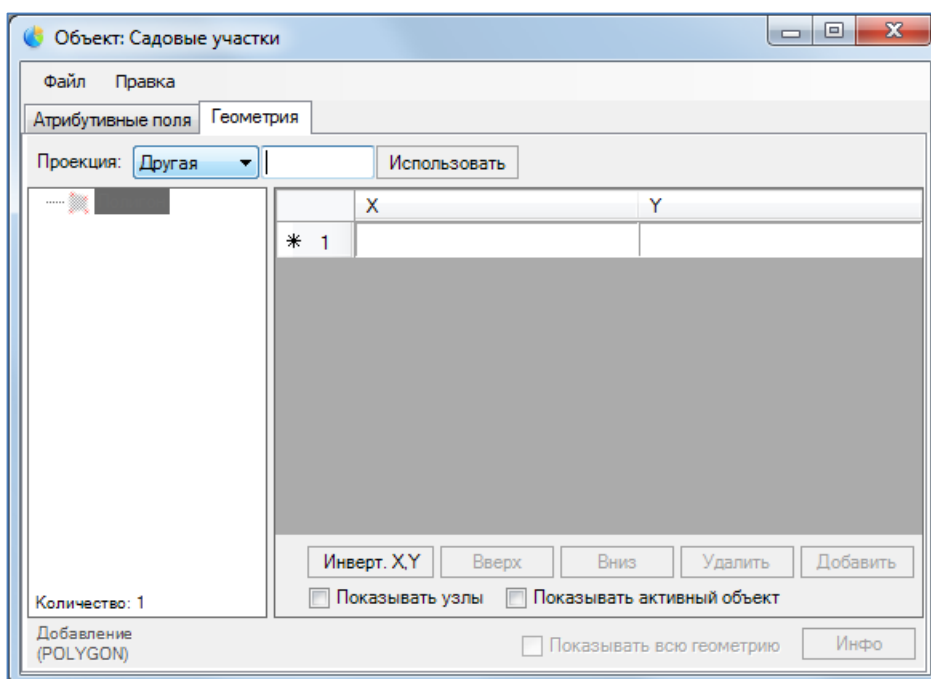 Объект: Садовые участки
Файл Правка
Атрибутивные поля Геометрия
Проекция: Другая Использовать
X Y
1
Инверт. X,Y Вверх Вниз Удалить Добавить
Показывать узлы Показывать активный объект
Количество: 1
Добавление
(POLYGON)
Показывать всю геометрию Инфо